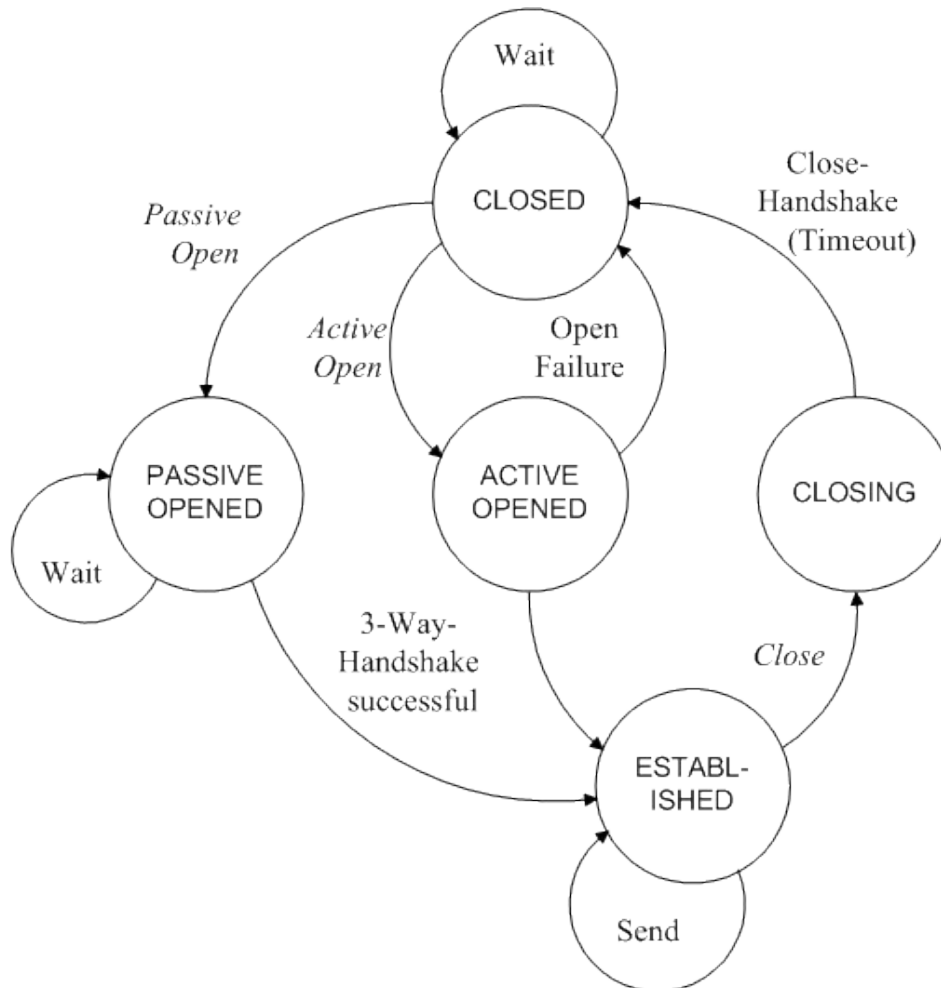 Wait
CLOSED
Close-
Handshake
(Timeout)
Passive
Open
Active
Open
Open
Failure
PASSIVE
OPENED
ACTIVE
OPENED
CLOSING
Wait
3-Way-
Handshake
successful
Close
ESTABL-
ISHED
Send